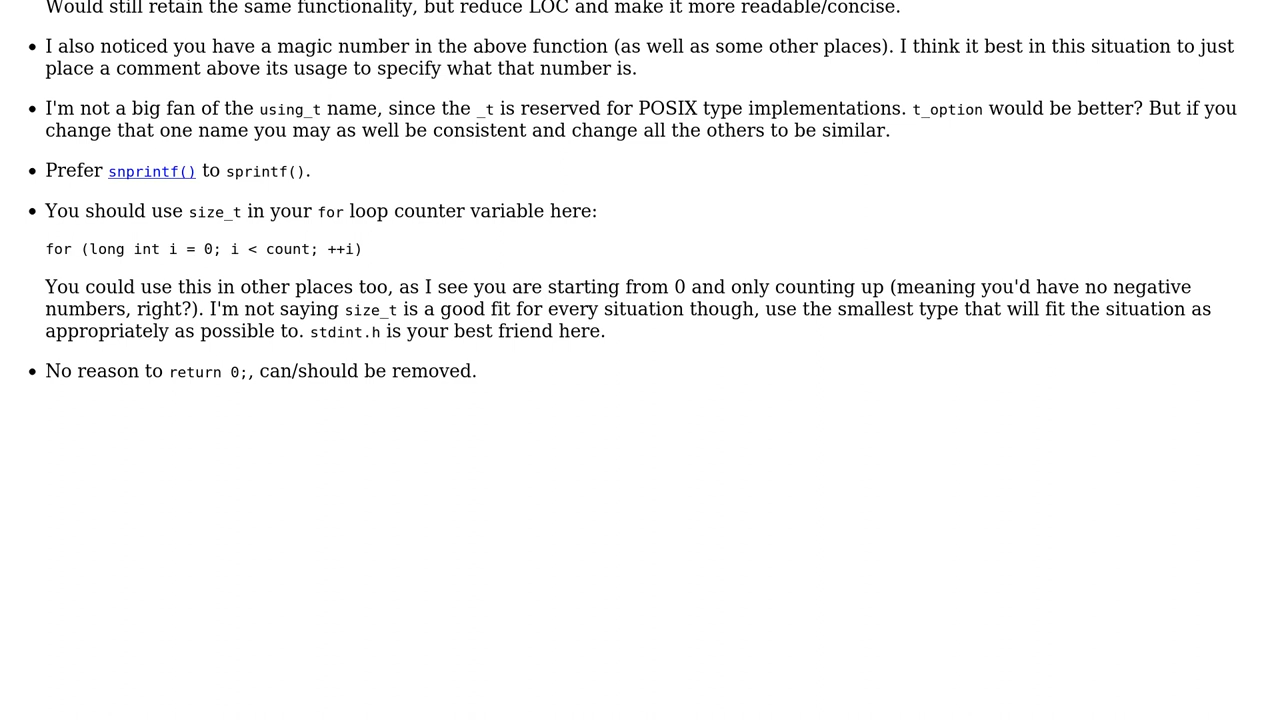 Would still retain the same functionality, but reduce LOC and make it more readable/concise.
• I also noticed you have a magic number in the above function (as well as some other places). I think it best in this situation to just
place a comment above its usage to specify what that number is.
• I'm not a big fan of the using_t name, since the _t is reserved for POSIX type implementations. t_option would be better? But if you
change that one name you may as well be consistent and change all the others to be similar.
• Prefer snprintf() to sprintf().
• You should use size_t in your for loop counter variable here:
for (long int i = 0; i < count; ++i)
You could use this in other places too, as I see you are starting from 0 and only counting up (meaning you'd have no negative
numbers, right?). I'm not saying size_t is a good fit for every situation though, use the smallest type that will fit the situation as
appropriately as possible to. stdint.h is your best friend here.
• No reason to return 0;, can/should be removed.